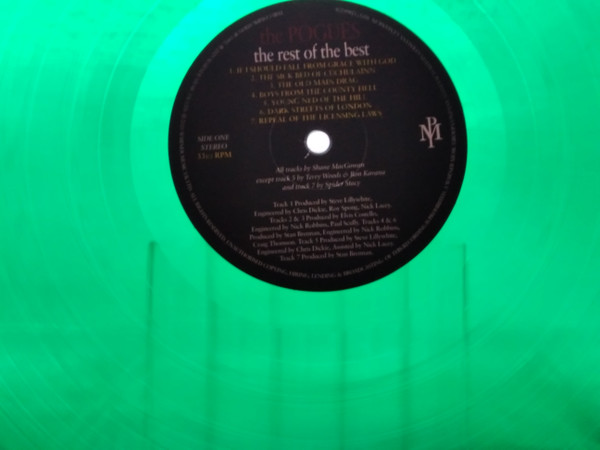 the POGUES
the rest of the best
1. IF I SHOULD FALL FROM GRACE WITH GOD
2. THE SICK BED OF CUCHULAINN
3. THE OLD MAIN DRAG
4. BOYS FROM THE COUNTY HELL
5. YOUNG NED OF THE HILL
6. DARK STREETS OF LONDON
7. REPEAL OF THE LICENSING LAWS
SIDE ONE
STEREO
33⅓ RPM
All tracks by Shane MacGowan
except track 5 by Terry Woods & Ron Kavana
and track 7 by Spider Stacy
Track 1 Produced by Steve Lillywhite,
Engineered by Chris Dickie, Roy Spong, Nick Lacey.
Tracks 2 & 3 Produced by Elvis Costello,
Engineered by Nick Robbins, Paul Scully. Tracks 4 & 6
Produced by Stan Brennan, Engineered by Nick Robbins,
Craig Thomson. Track 5 Produced by Steve Lillywhite,
Engineered by Chris Dickie, Assisted by Nick Lacey.
Track 7 Produced by Stan Brennan.